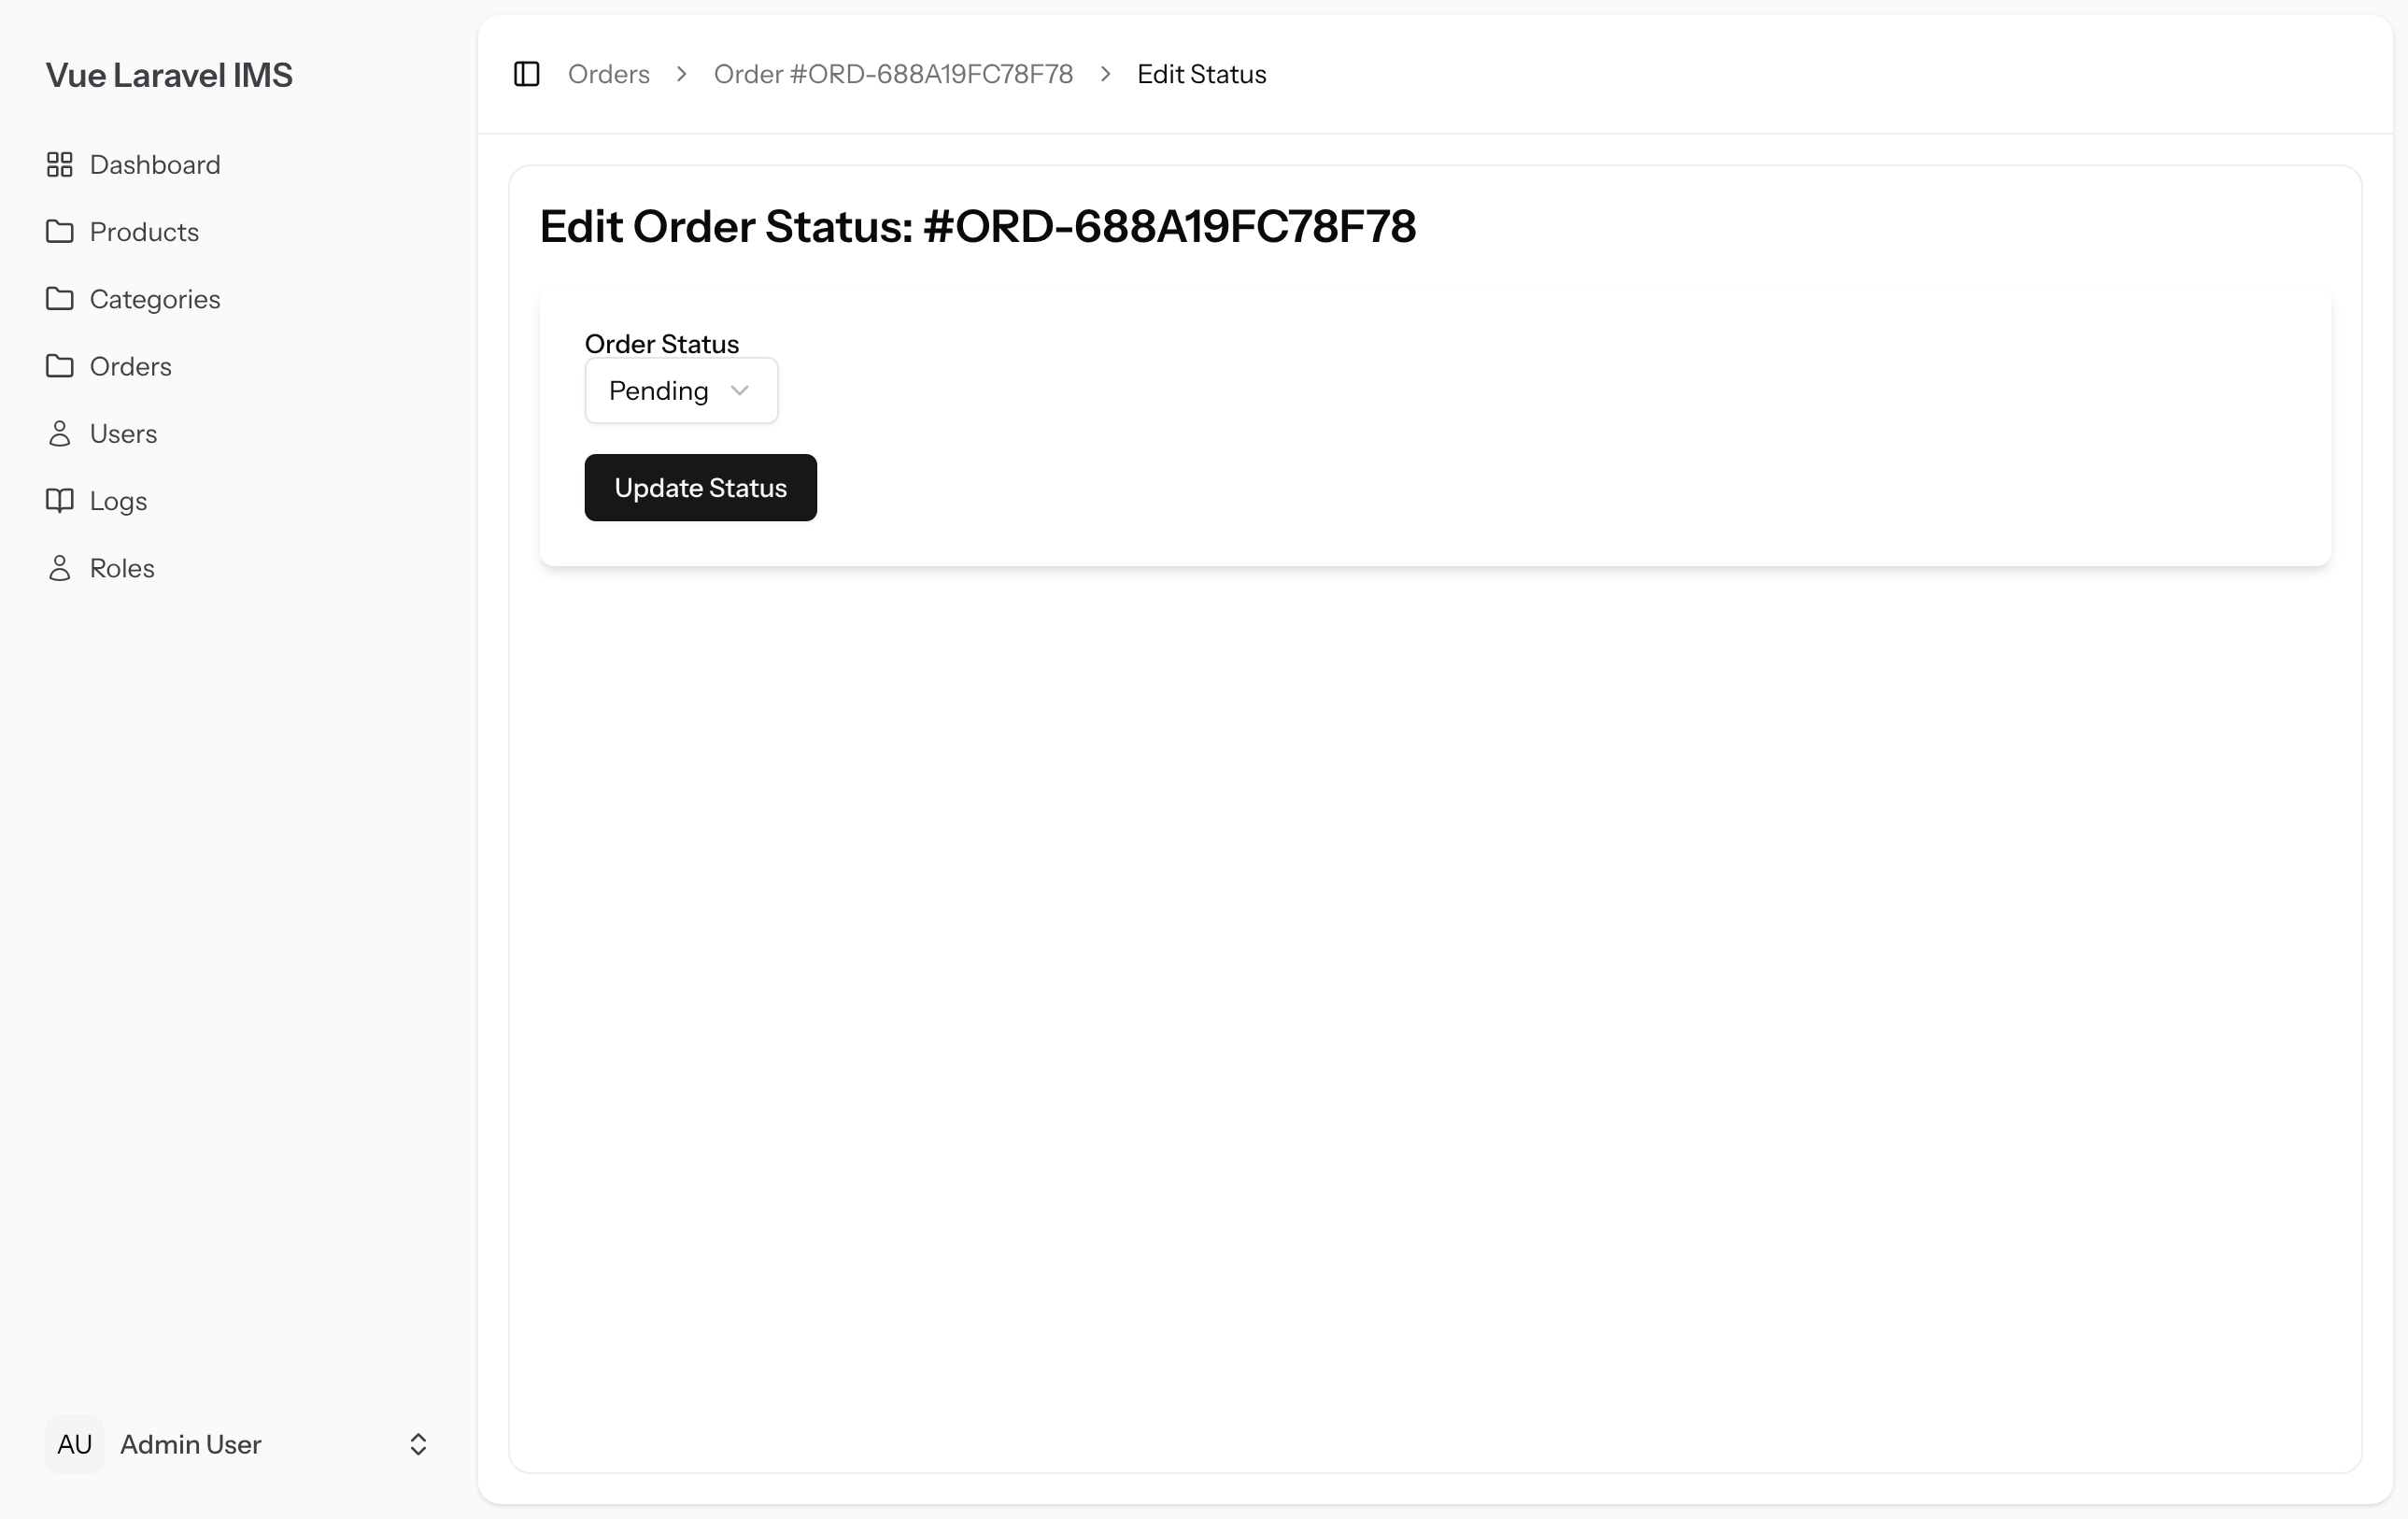 Vue Laravel IMS
Dashboard
Products
Categories
Orders
Users
Logs
Roles
AU Admin User
Orders > Order #ORD-688A19FC78F78 > Edit Status
Edit Order Status: #ORD-688A19FC78F78
Order Status
Pending
Update Status